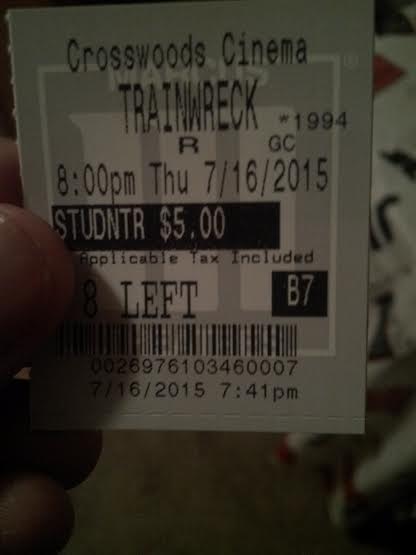 Crosswoods Cinema
MARCUS
TRAINWRECK *1994
R GC
8:00pm Thu 7/16/2015
STUDNTR $5.00
Applicable Tax Included
8 LEFT B7
0026976103460007
7/16/2015 7:41pm